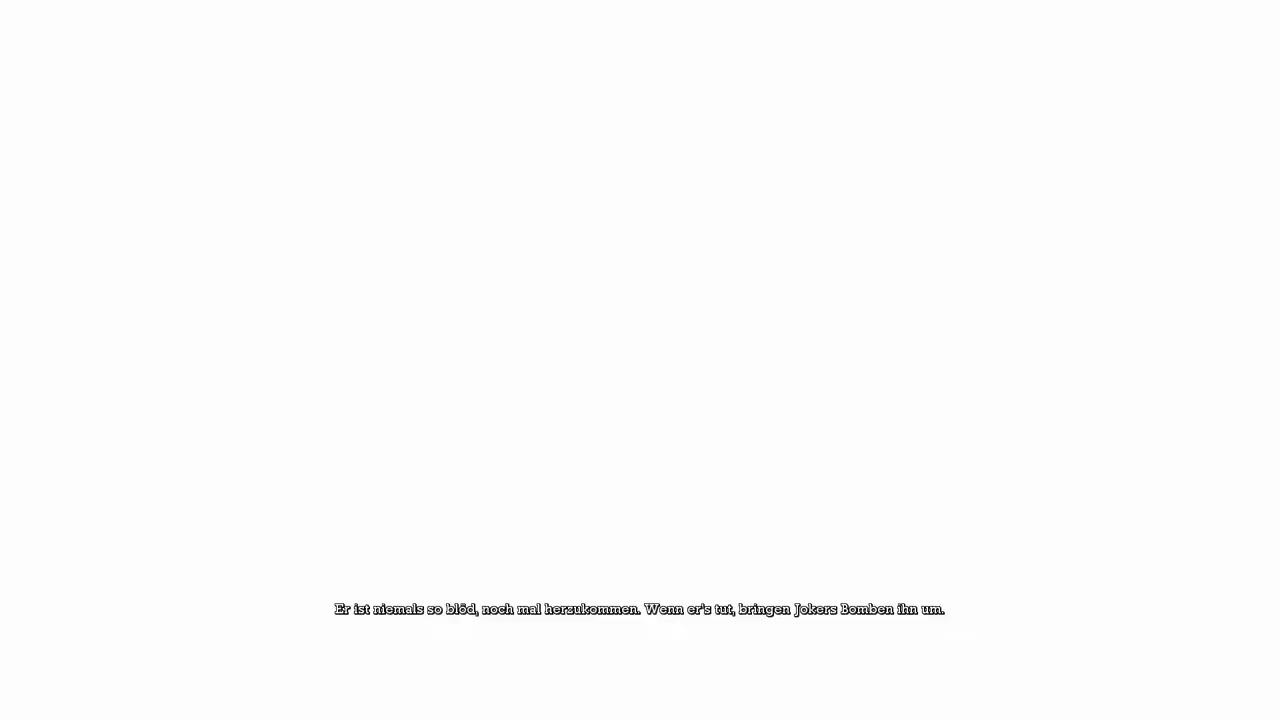 Er ist niemals so blöd, noch mal herzukommen. Wenn er's tut, bringen Jokers Bomben ihn um.